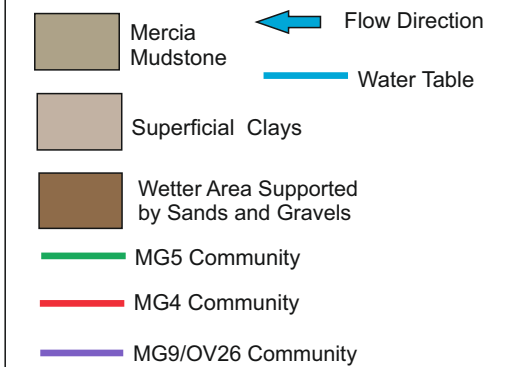 Mercia
Mudstone
Flow Direction
Water Table
Superficial Clays
Wetter Area Supported
by Sands and Gravels
MG5 Community
MG4 Community
MG9/OV26 Community